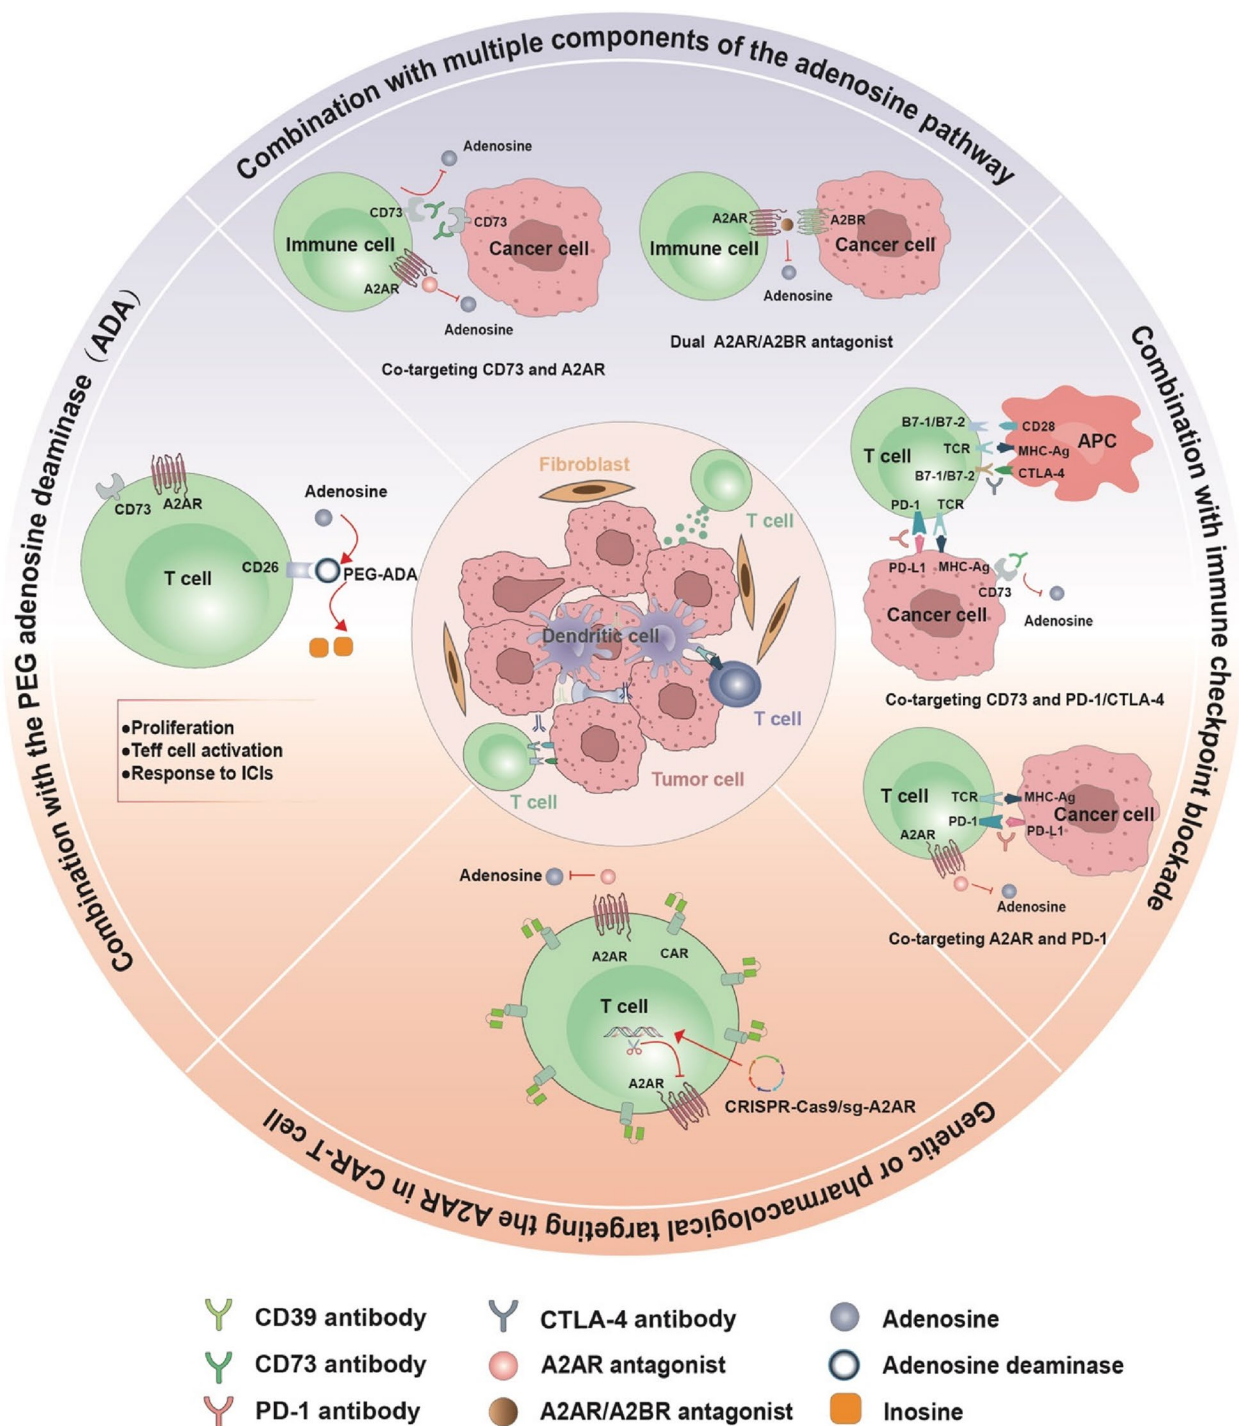 Combination with multiple components of the adenosine pathway
Adenosine
CD73
CD73
Immune cell
Cancer cell
A2AR
Adenosine
Co-targeting CD73 and A2AR
A2AR
A2BR
Immune cell
Cancer cell
Adenosine
Dual A2AR/A2BR antagonist
Combination with immune checkpoint blockade
B7-1/B7-2
CD28
T cell
TCR
MHC-Ag
APC
B7-1/B7-2
CTLA-4
PD-1
TCR
PD-L1
MHC-Ag
CD73
Cancer cell
Adenosine
Co-targeting CD73 and PD-1/CTLA-4
T cell
TCR
MHC-Ag
PD-1
PD-L1
Cancer cell
A2AR
Adenosine
Co-targeting A2AR and PD-1
Combination with the PEG adenosine deaminase (ADA)
CD73
A2AR
Adenosine
T cell
CD26
PEG-ADA
●Proliferation
●Teff cell activation
●Response to ICIs
Fibroblast
T cell
Dendritic cell
T cell
Tumor cell
T cell
Genetic or pharmacological targeting the A2AR in CAR-T cell
Adenosine
A2AR
CAR
T cell
A2AR
CRISPR-Cas9/sg-A2AR
CD39 antibody
CTLA-4 antibody
Adenosine
CD73 antibody
A2AR antagonist
Adenosine deaminase
PD-1 antibody
A2AR/A2BR antagonist
Inosine